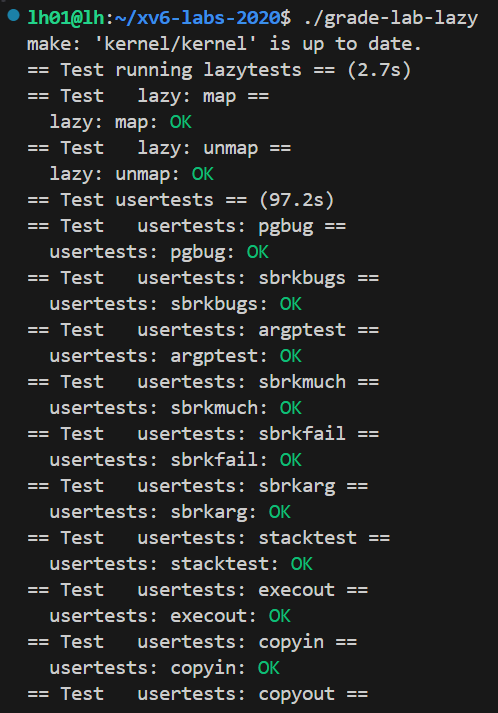 lh01@lh:~/xv6-labs-2020$ ./grade-lab-lazy
make: 'kernel/kernel' is up to date.
== Test running lazytests == (2.7s)
== Test   lazy: map ==
  lazy: map: OK
== Test   lazy: unmap ==
  lazy: unmap: OK
== Test usertests == (97.2s)
== Test   usertests: pgbug ==
  usertests: pgbug: OK
== Test   usertests: sbrkbugs ==
  usertests: sbrkbugs: OK
== Test   usertests: argptest ==
  usertests: argptest: OK
== Test   usertests: sbrkmuch ==
  usertests: sbrkmuch: OK
== Test   usertests: sbrkfail ==
  usertests: sbrkfail: OK
== Test   usertests: sbrkarg ==
  usertests: sbrkarg: OK
== Test   usertests: stacktest ==
  usertests: stacktest: OK
== Test   usertests: execout ==
  usertests: execout: OK
== Test   usertests: copyin ==
  usertests: copyin: OK
== Test   usertests: copyout ==